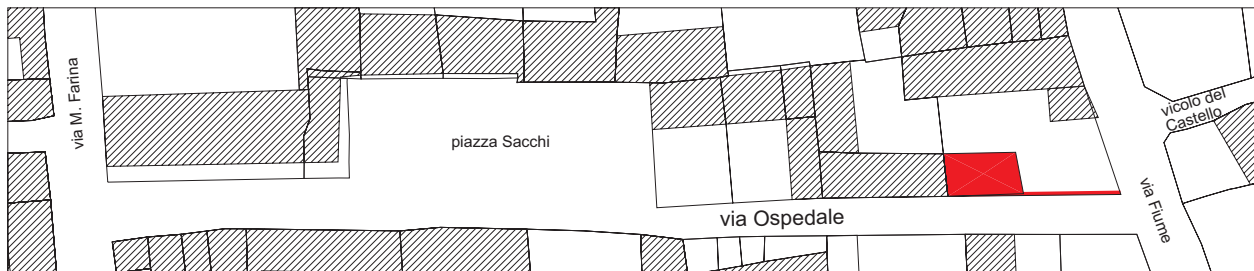 via M. Farina
piazza Sacchi
via Ospedale
via Fiume
vicolo del
Castello